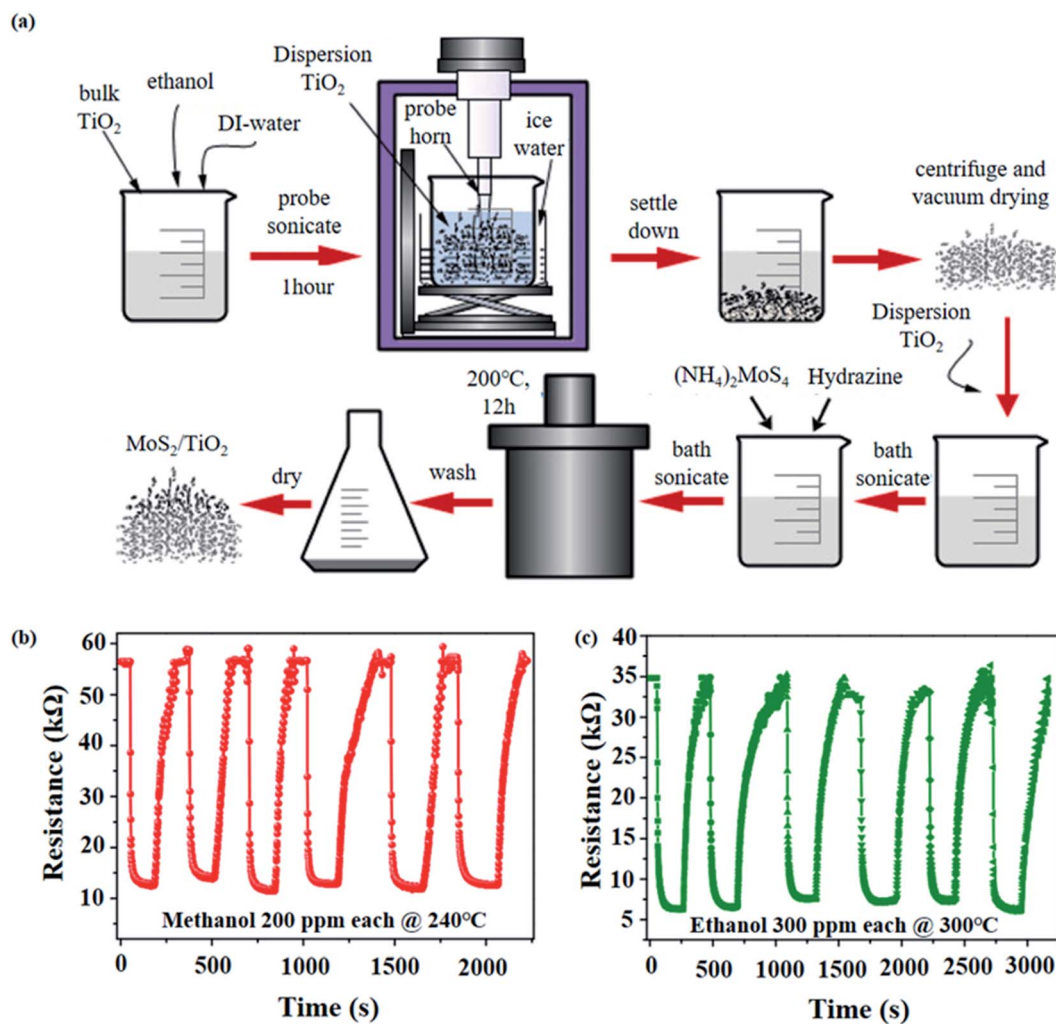 (a)
bulk
TiO2
ethanol
DI-water
probe
sonicate
1hour
Dispersion
TiO2
probe
horn
ice
water
settle
down
centrifuge and
vacuum drying
Dispersion
TiO2
bath
sonicate
(NH4)2MoS4
Hydrazine
bath
sonicate
200°C,
12h
wash
dry
MoS2/TiO2
(b)
60
50
40
30
20
10
Resistance (kΩ)
Methanol 200 ppm each @ 240°C
0
500
1000
1500
2000
Time (s)
(c)
40
35
30
25
20
15
10
5
Resistance (kΩ)
Ethanol 300 ppm each @ 300°C
0
500
1000
1500
2000
2500
3000
Time (s)